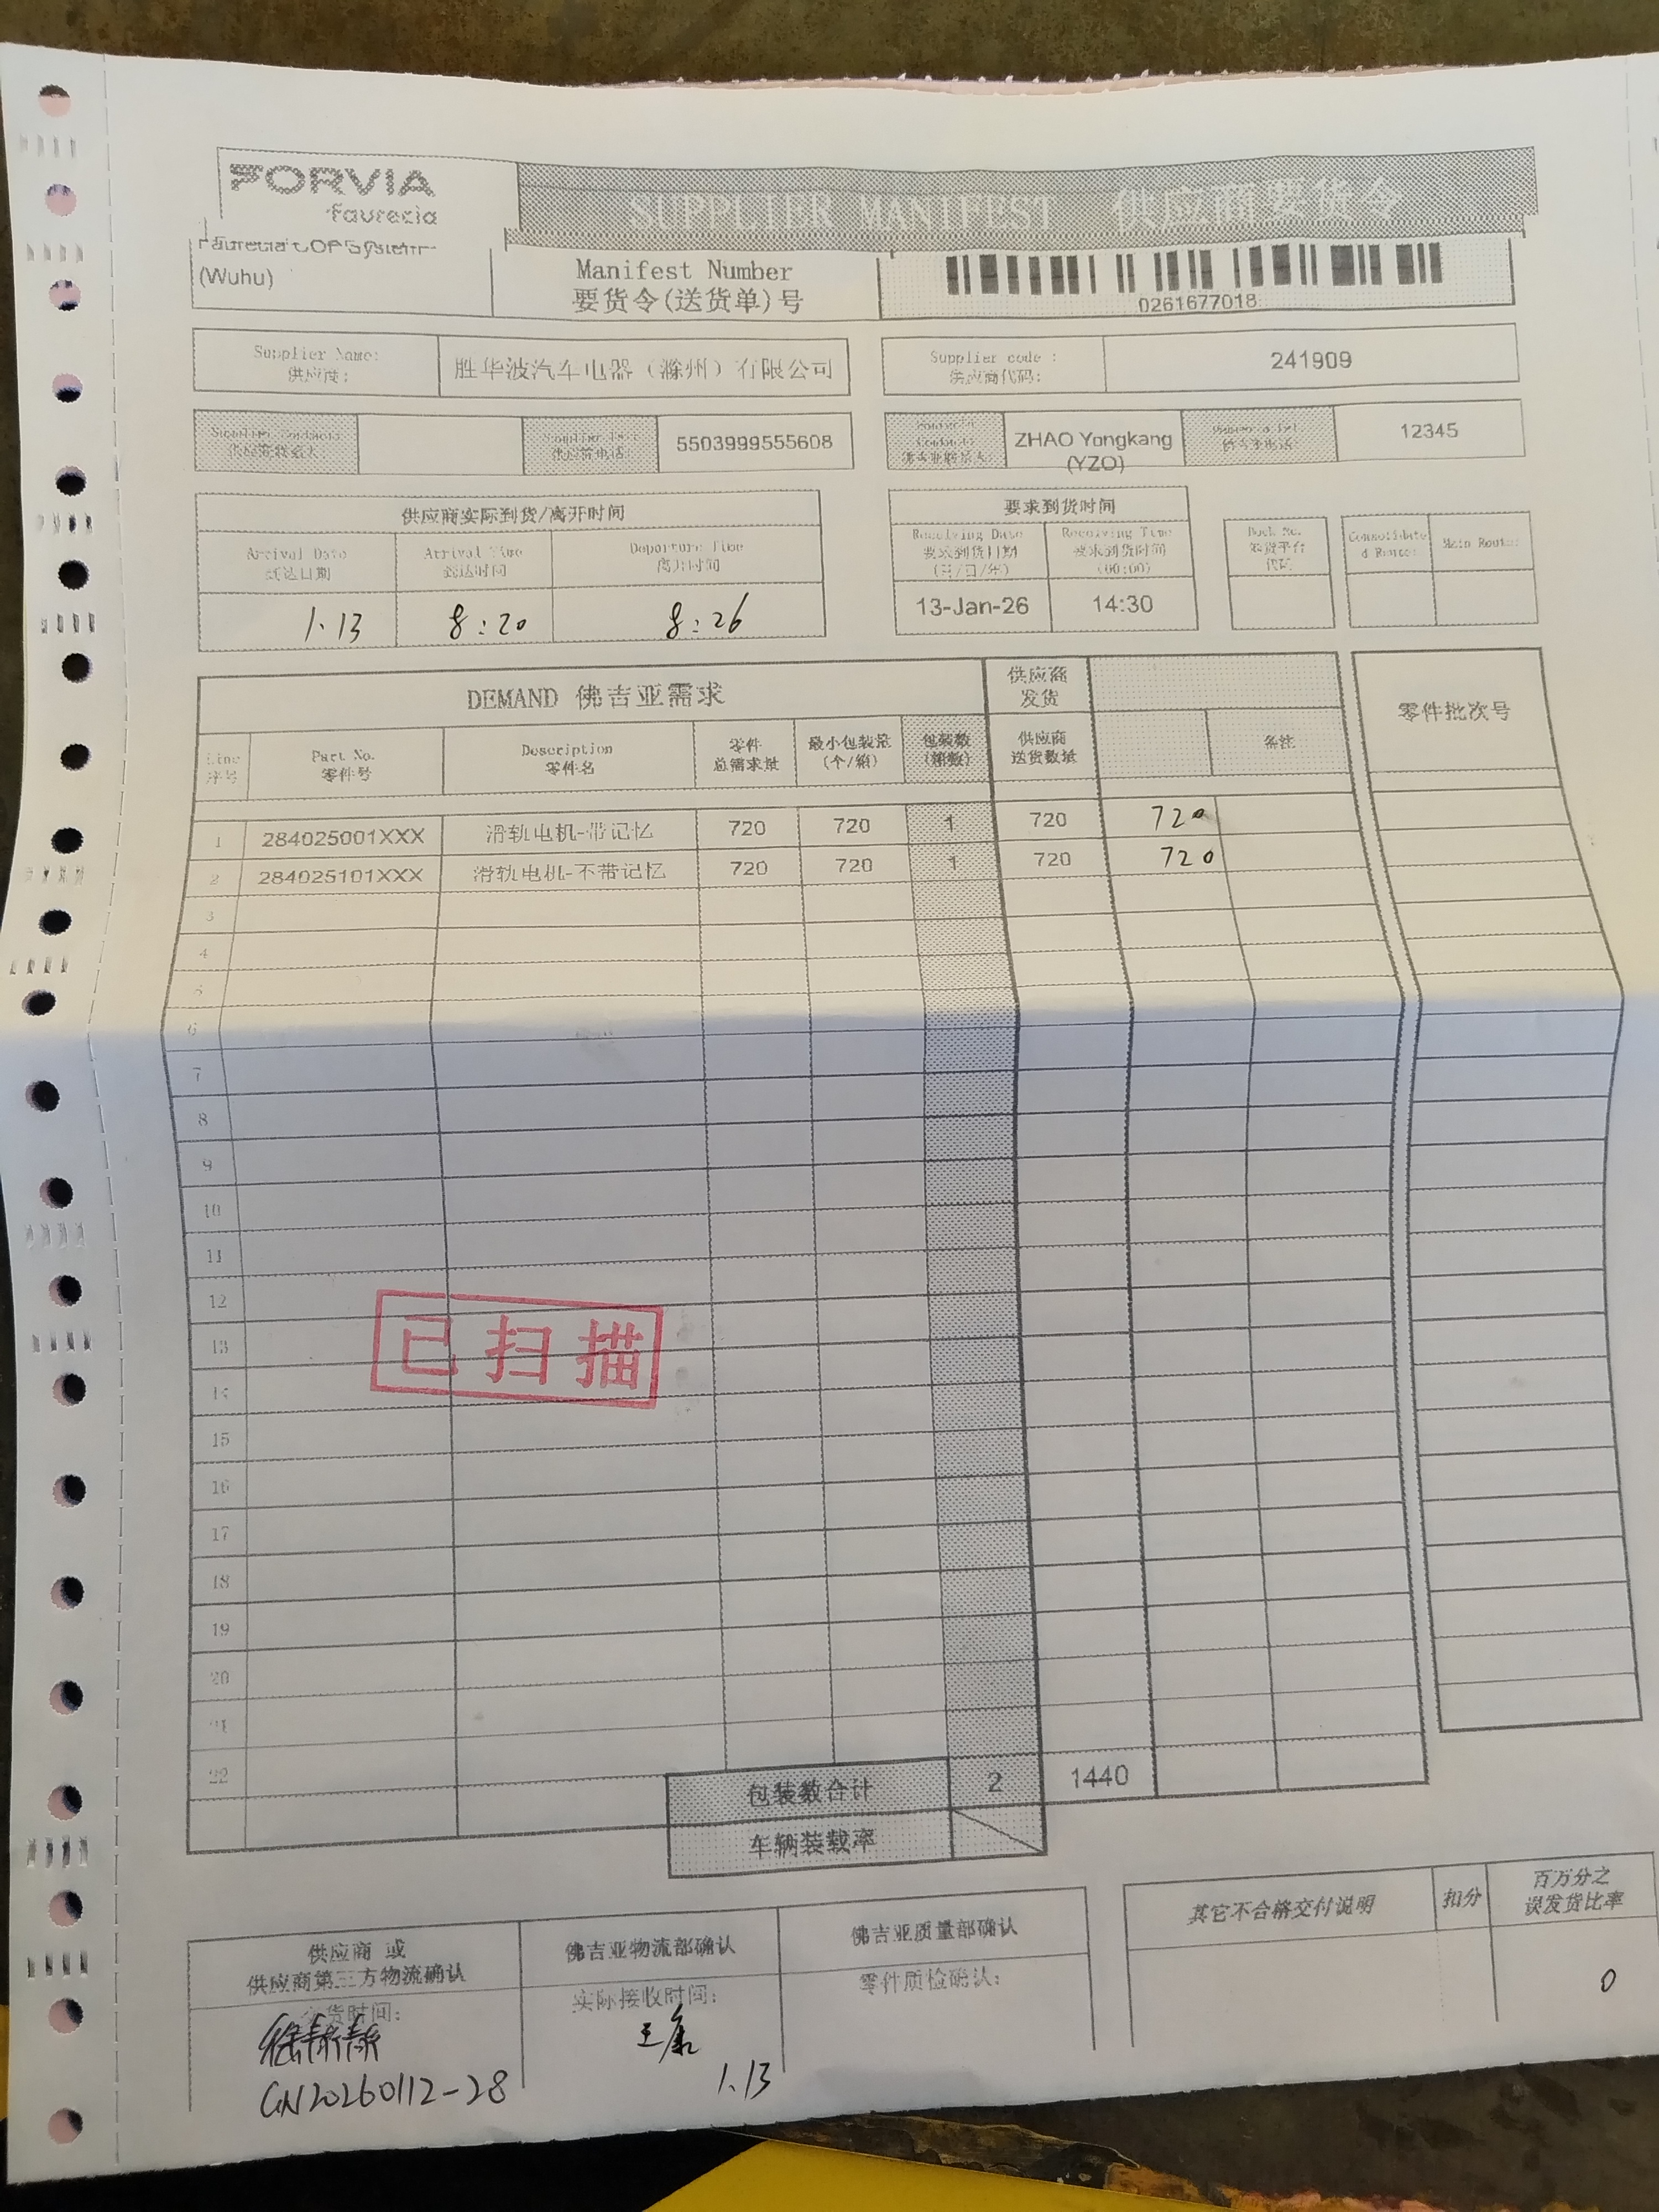 FORVIA
faurecia
SUPPLIER MANIFEST 供应商要货令
(Wuhu)
Manifest Number
要货令(送货单)号
0261677018
Supplier Name:
供应商:
胜华波汽车电器（滁州）有限公司
Supplier code :
供应商代码:
241909
5503999555608
ZHAO Yongkang
(YZO)
12345
供应商实际到货/离开时间
Arrival Date
到达日期
Arrival Time
到达时间
Departure Time
离开时间
1.13
8:20
8:26
要求到货时间
Receiving Date
要求到货日期
(月/日/年)
Receiving Time
要求到货时间
(00:00)
13-Jan-26
14:30
Dock No.
Main Route:
DEMAND 佛吉亚需求
供应商
发货
零件批次号
Line
序号
Part No.
零件号
Description
零件名
零件
总需求量
最小包装量
(个/箱)
包装数
(箱数)
供应商
送货数量
备注
1 284025001XXX 滑轨电机-带记忆 720 720 1 720 720
2 284025101XXX 滑轨电机-不带记忆 720 720 1 720 720
3
4
5
6
7
8
9
10
11
12
13
14
已扫描
15
16
17
18
19
20
21
22
包装数合计 2 1440
车辆装载率
供应商 或
供应商第三方物流确认
佛吉亚物流部确认
实际接收时间:
王康
1.13
佛吉亚质量部确认
零件质检确认:
其它不合格交付说明
扣分
百万分之
误发货比率
0
GN20260112-28